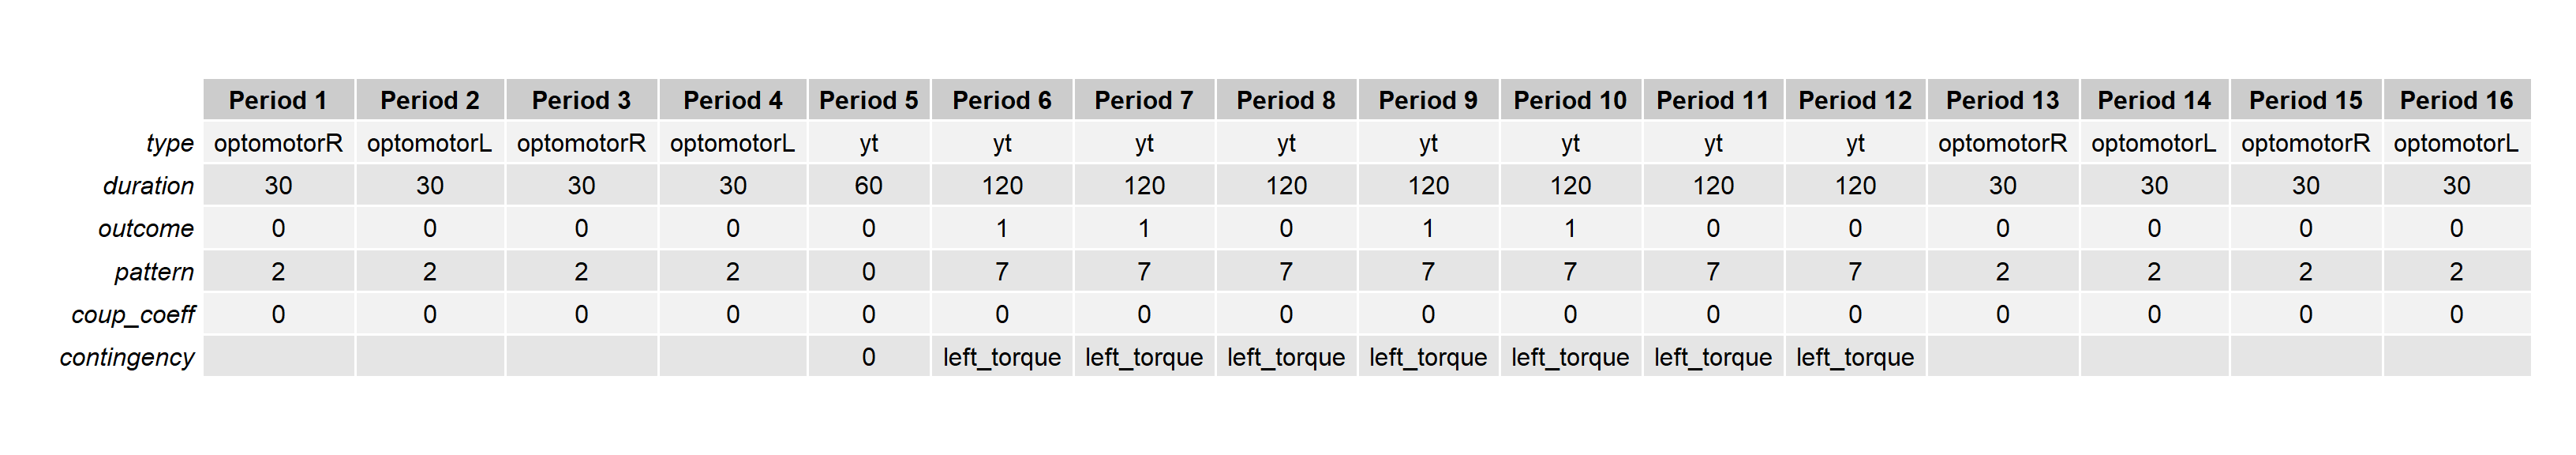 Period 1 Period 2 Period 3 Period 4 Period 5 Period 6 Period 7 Period 8 Period 9 Period 10 Period 11 Period 12 Period 13 Period 14 Period 15 Period 16
type optomotorR optomotorL optomotorR optomotorL yt yt yt yt yt yt yt yt optomotorR optomotorL optomotorR optomotorL
duration 30 30 30 30 60 120 120 120 120 120 120 120 30 30 30 30
outcome 0 0 0 0 0 1 1 0 1 1 0 0 0 0 0 0
pattern 2 2 2 2 0 7 7 7 7 7 7 7 2 2 2 2
coup_coeff 0 0 0 0 0 0 0 0 0 0 0 0 0 0 0 0
contingency 0 left_torque left_torque left_torque left_torque left_torque left_torque left_torque